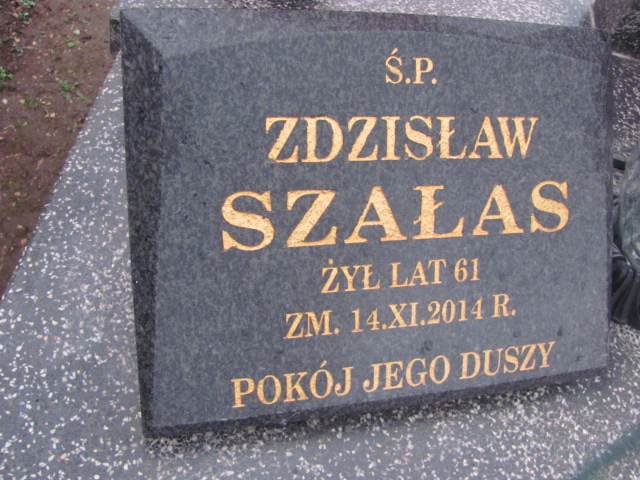 Ś.P.
ZDZISŁAW
SZAŁAS
ŻYŁ LAT 61
ZM. 14.XI.2014 R.
POKÓJ JEGO DUSZY